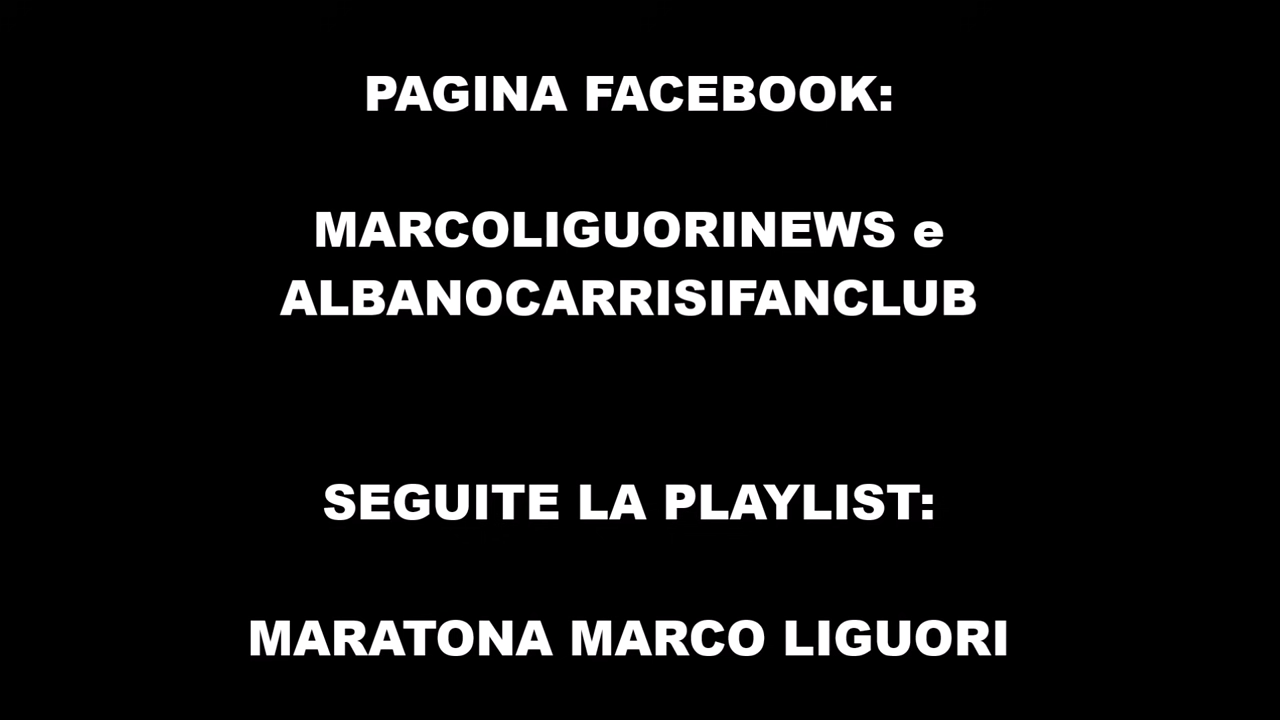 PAGINA FACEBOOK:
MARCOLIGUORINEWS e
ALBANOCARRISIFANCLUB
SEGUITE LA PLAYLIST:
MARATONA MARCO LIGUORI